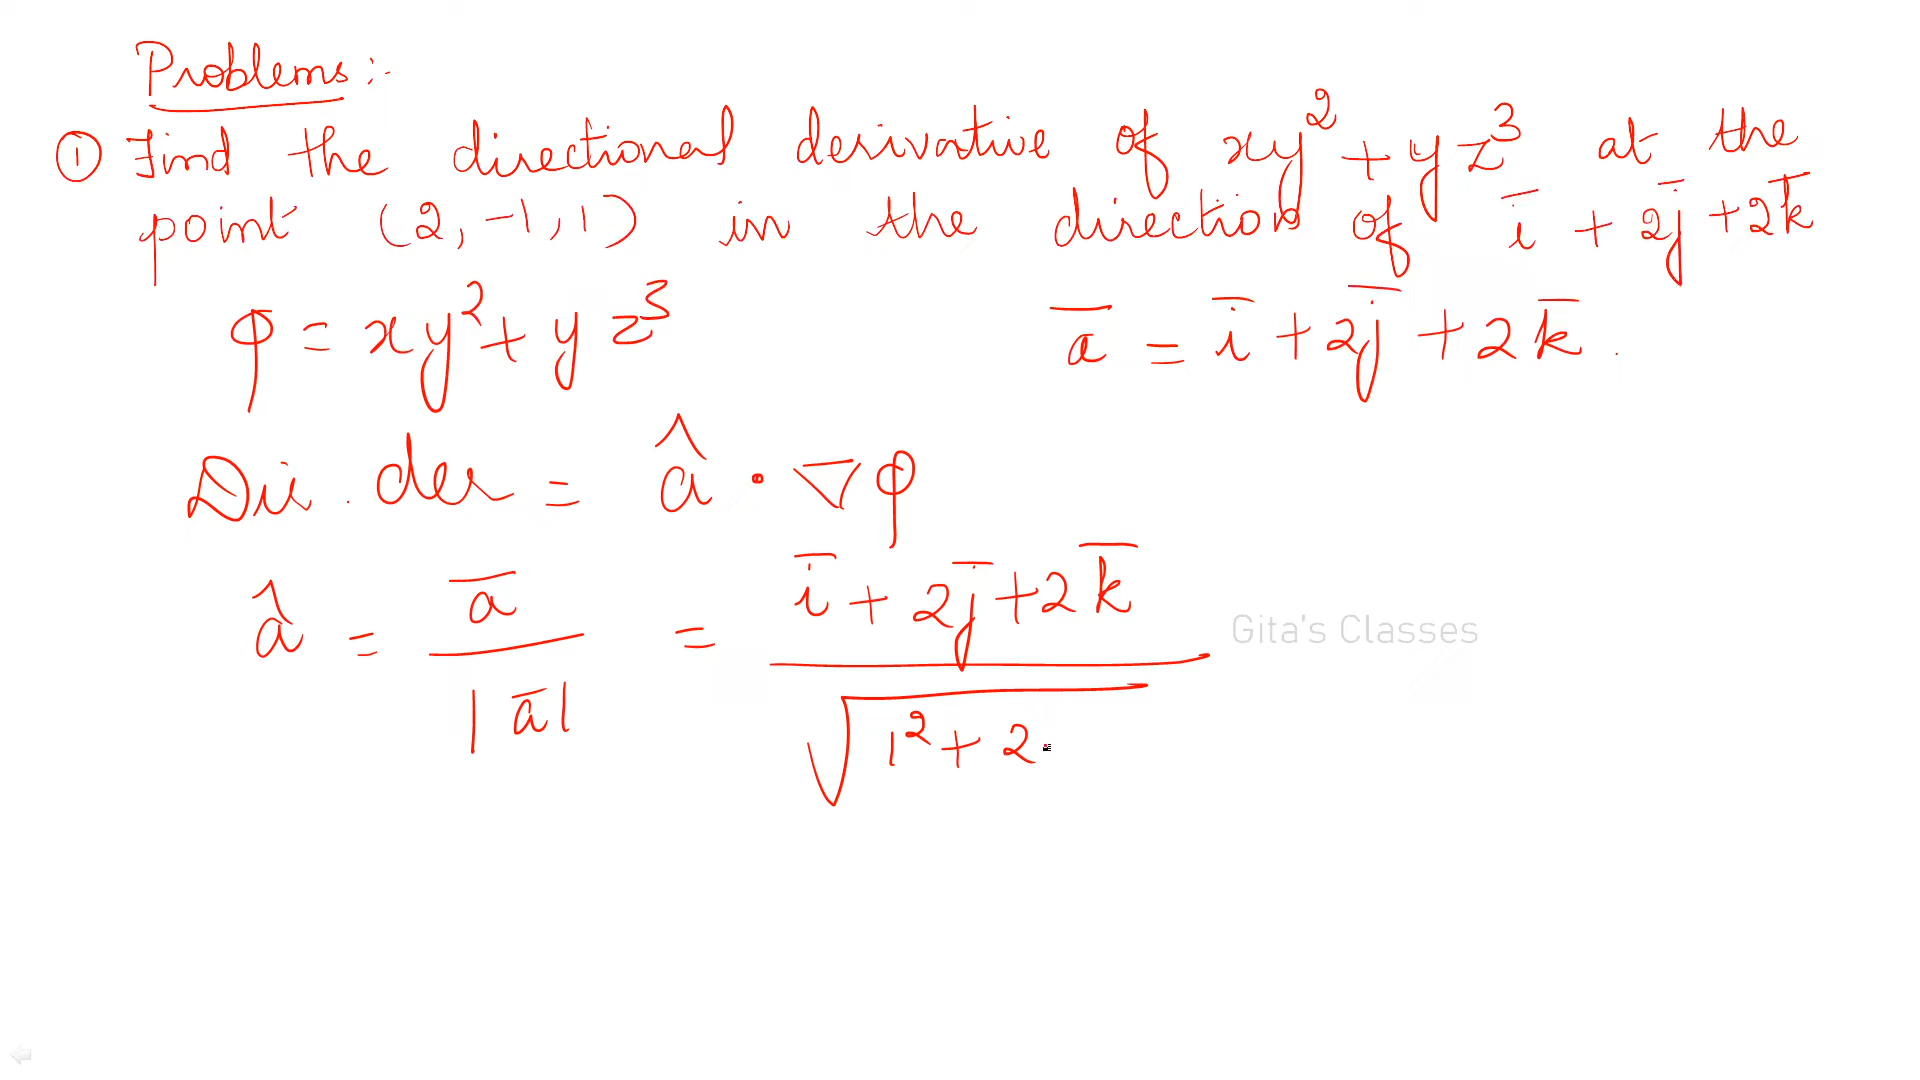 Problems :-
① Find the directional derivative of xy² + yz³ at the
point (2, -1, 1) in the direction of i̅ + 2j̅ + 2k̅
φ = xy² + yz³    a̅ = i̅ + 2j̅ + 2k̅.
Dir. der = â • ∇φ
â = a̅ / |a̅| = (i̅ + 2j̅ + 2k̅) / √(1² + 2
Gita's Classes